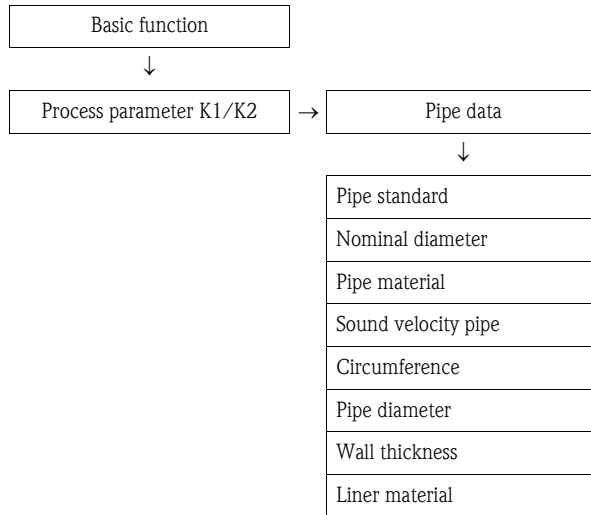 Basic function
↓
Process parameter K1/K2 → Pipe data
↓
Pipe standard
Nominal diameter
Pipe material
Sound velocity pipe
Circumference
Pipe diameter
Wall thickness
Liner material